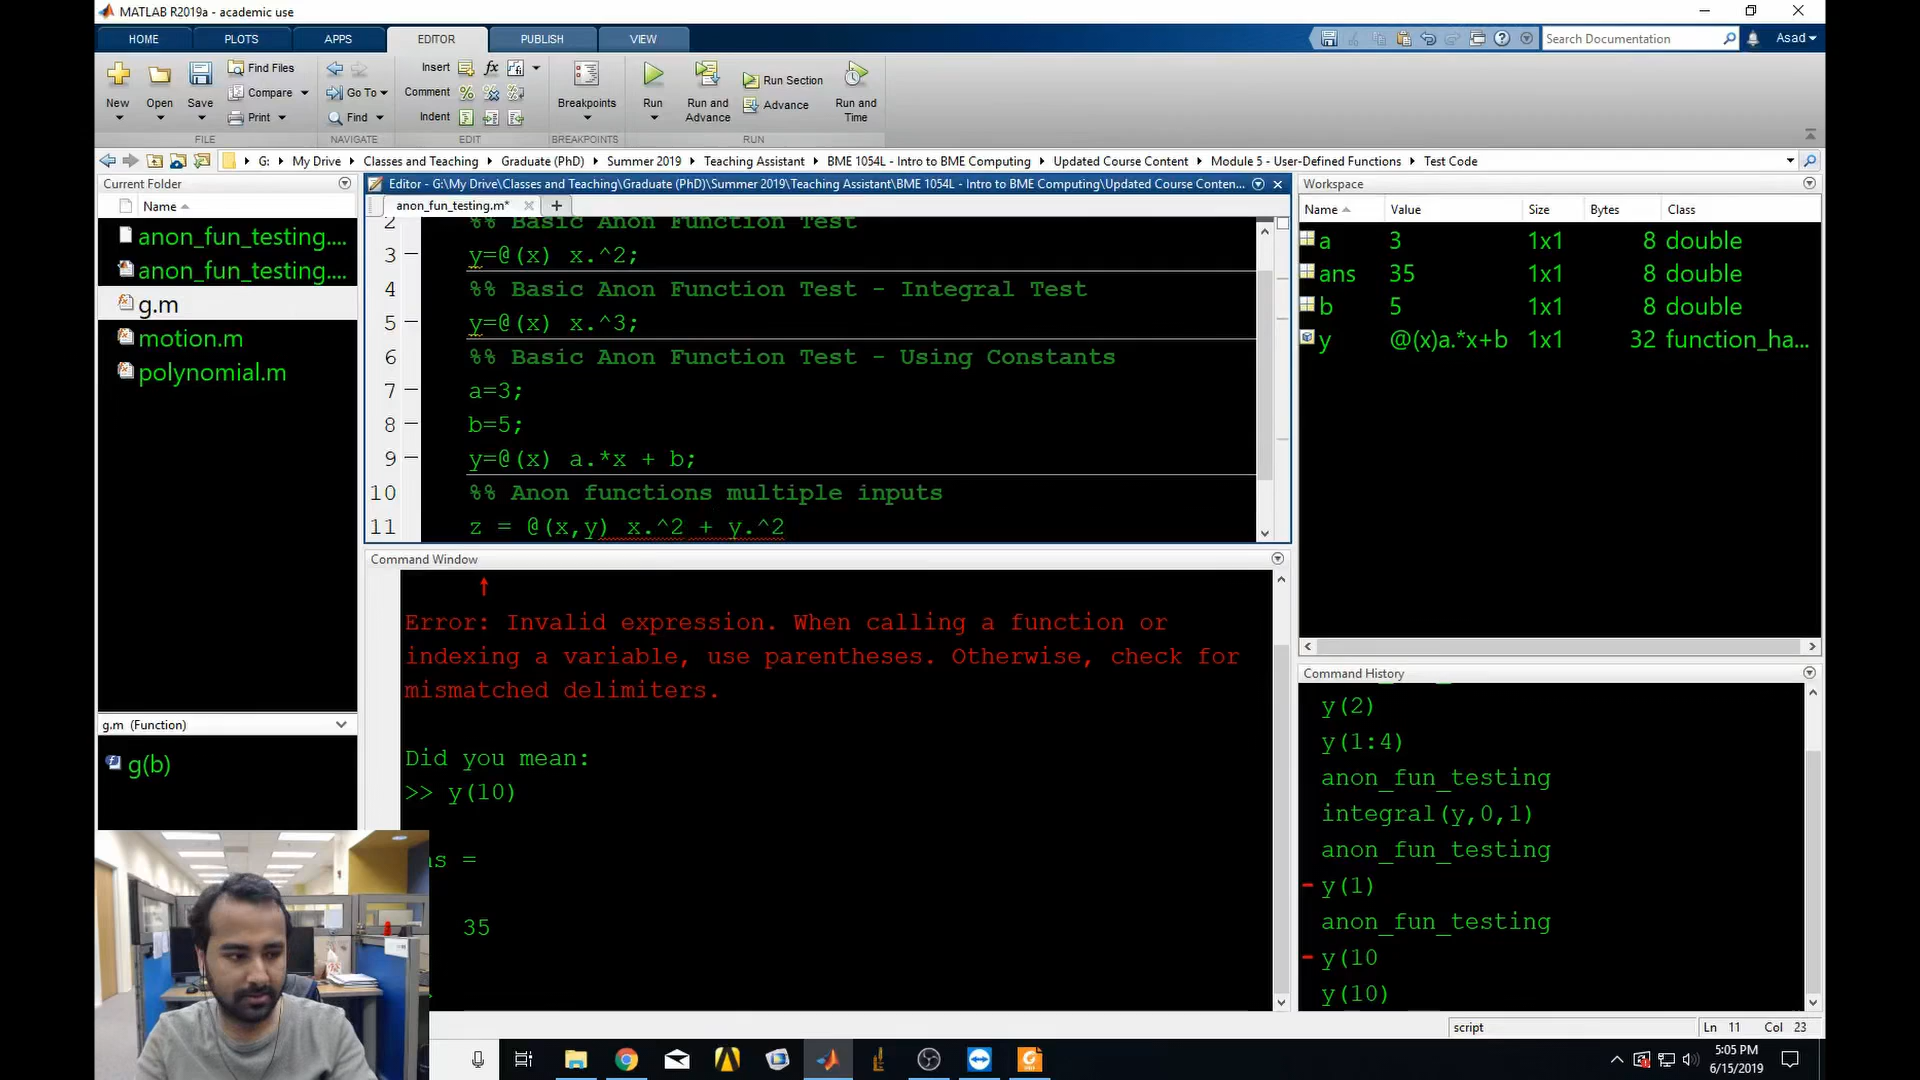 MATLAB R2019a - academic use
HOME PLOTS APPS EDITOR PUBLISH VIEW
Search Documentation
Asad
New
Open
Save
Find Files
Compare
Print
FILE
Go To
Find
NAVIGATE
Insert
Comment
Indent
EDIT
Breakpoints
BREAKPOINTS
Run
Run and Advance
Run Section
Advance
Run and Time
RUN
G: My Drive Classes and Teaching Graduate (PhD) Summer 2019 Teaching Assistant BME 1054L - Intro to BME Computing Updated Course Content Module 5 - User-Defined Functions Test Code
Current Folder
Name
anon_fun_testing....
anon_fun_testing....
g.m
motion.m
polynomial.m
g.m (Function)
g(b)
Editor - G:\My Drive\Classes and Teaching\Graduate (PhD)\Summer 2019\Teaching Assistant\BME 1054L - Intro to BME Computing\Updated Course Conten...
anon_fun_testing.m*
2 %% Basic Anon Function Test
3 y=@(x) x.^2;
4 %% Basic Anon Function Test - Integral Test
5 y=@(x) x.^3;
6 %% Basic Anon Function Test - Using Constants
7 a=3;
8 b=5;
9 y=@(x) a.*x + b;
10 %% Anon functions multiple inputs
11 z = @(x,y) x.^2 + y.^2
Command Window
Error: Invalid expression. When calling a function or
indexing a variable, use parentheses. Otherwise, check for
mismatched delimiters.
Did you mean:
>> y(10)
ns =
35
Workspace
Name Value Size Bytes Class
a 3 1x1 8 double
ans 35 1x1 8 double
b 5 1x1 8 double
y @(x)a.*x+b 1x1 32 function_ha...
Command History
y(2)
y(1:4)
anon_fun_testing
integral(y,0,1)
anon_fun_testing
y(1)
anon_fun_testing
y(10
y(10)
script
Ln 11 Col 23
5:05 PM
6/15/2019